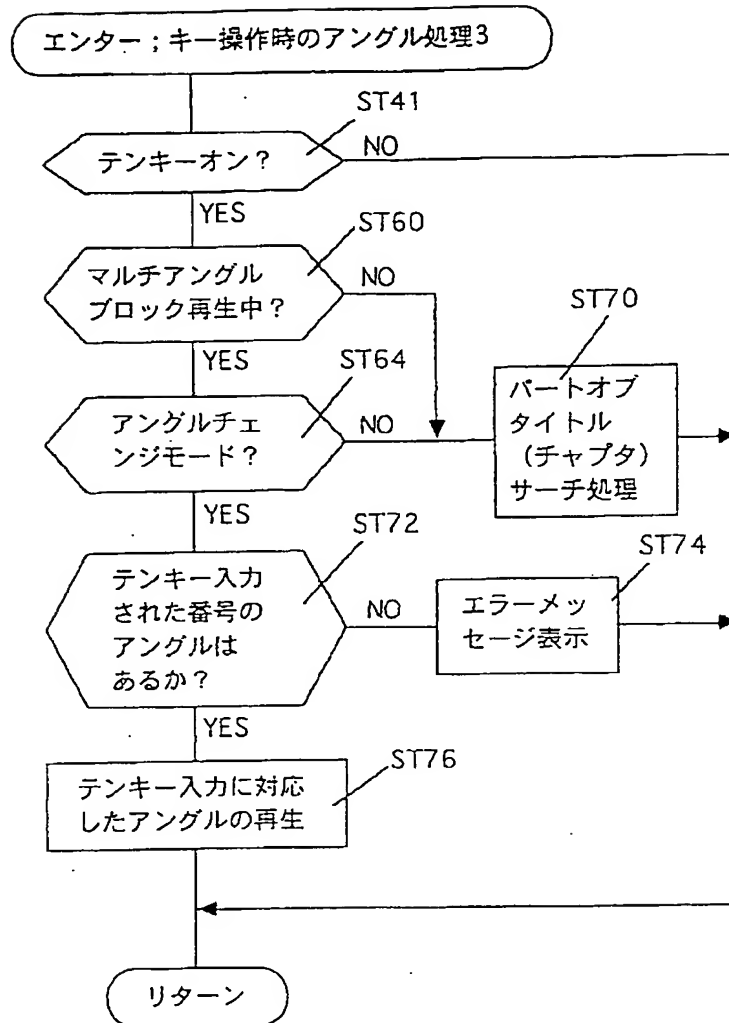 エンター；キー操作時のアングル処理3
ST41
テンキーオン？
NO
YES
ST60
マルチアングル
ブロック再生中？
NO
YES
ST64
アングルチェ
ンジモード？
NO
ST70
パートオブ
タイトル
（チャプタ）
サーチ処理
YES
ST72
テンキー入力
された番号の
アングルは
あるか？
NO
ST74
エラーメッ
セージ表示
YES
ST76
テンキー入力に対応
したアングルの再生
リターン